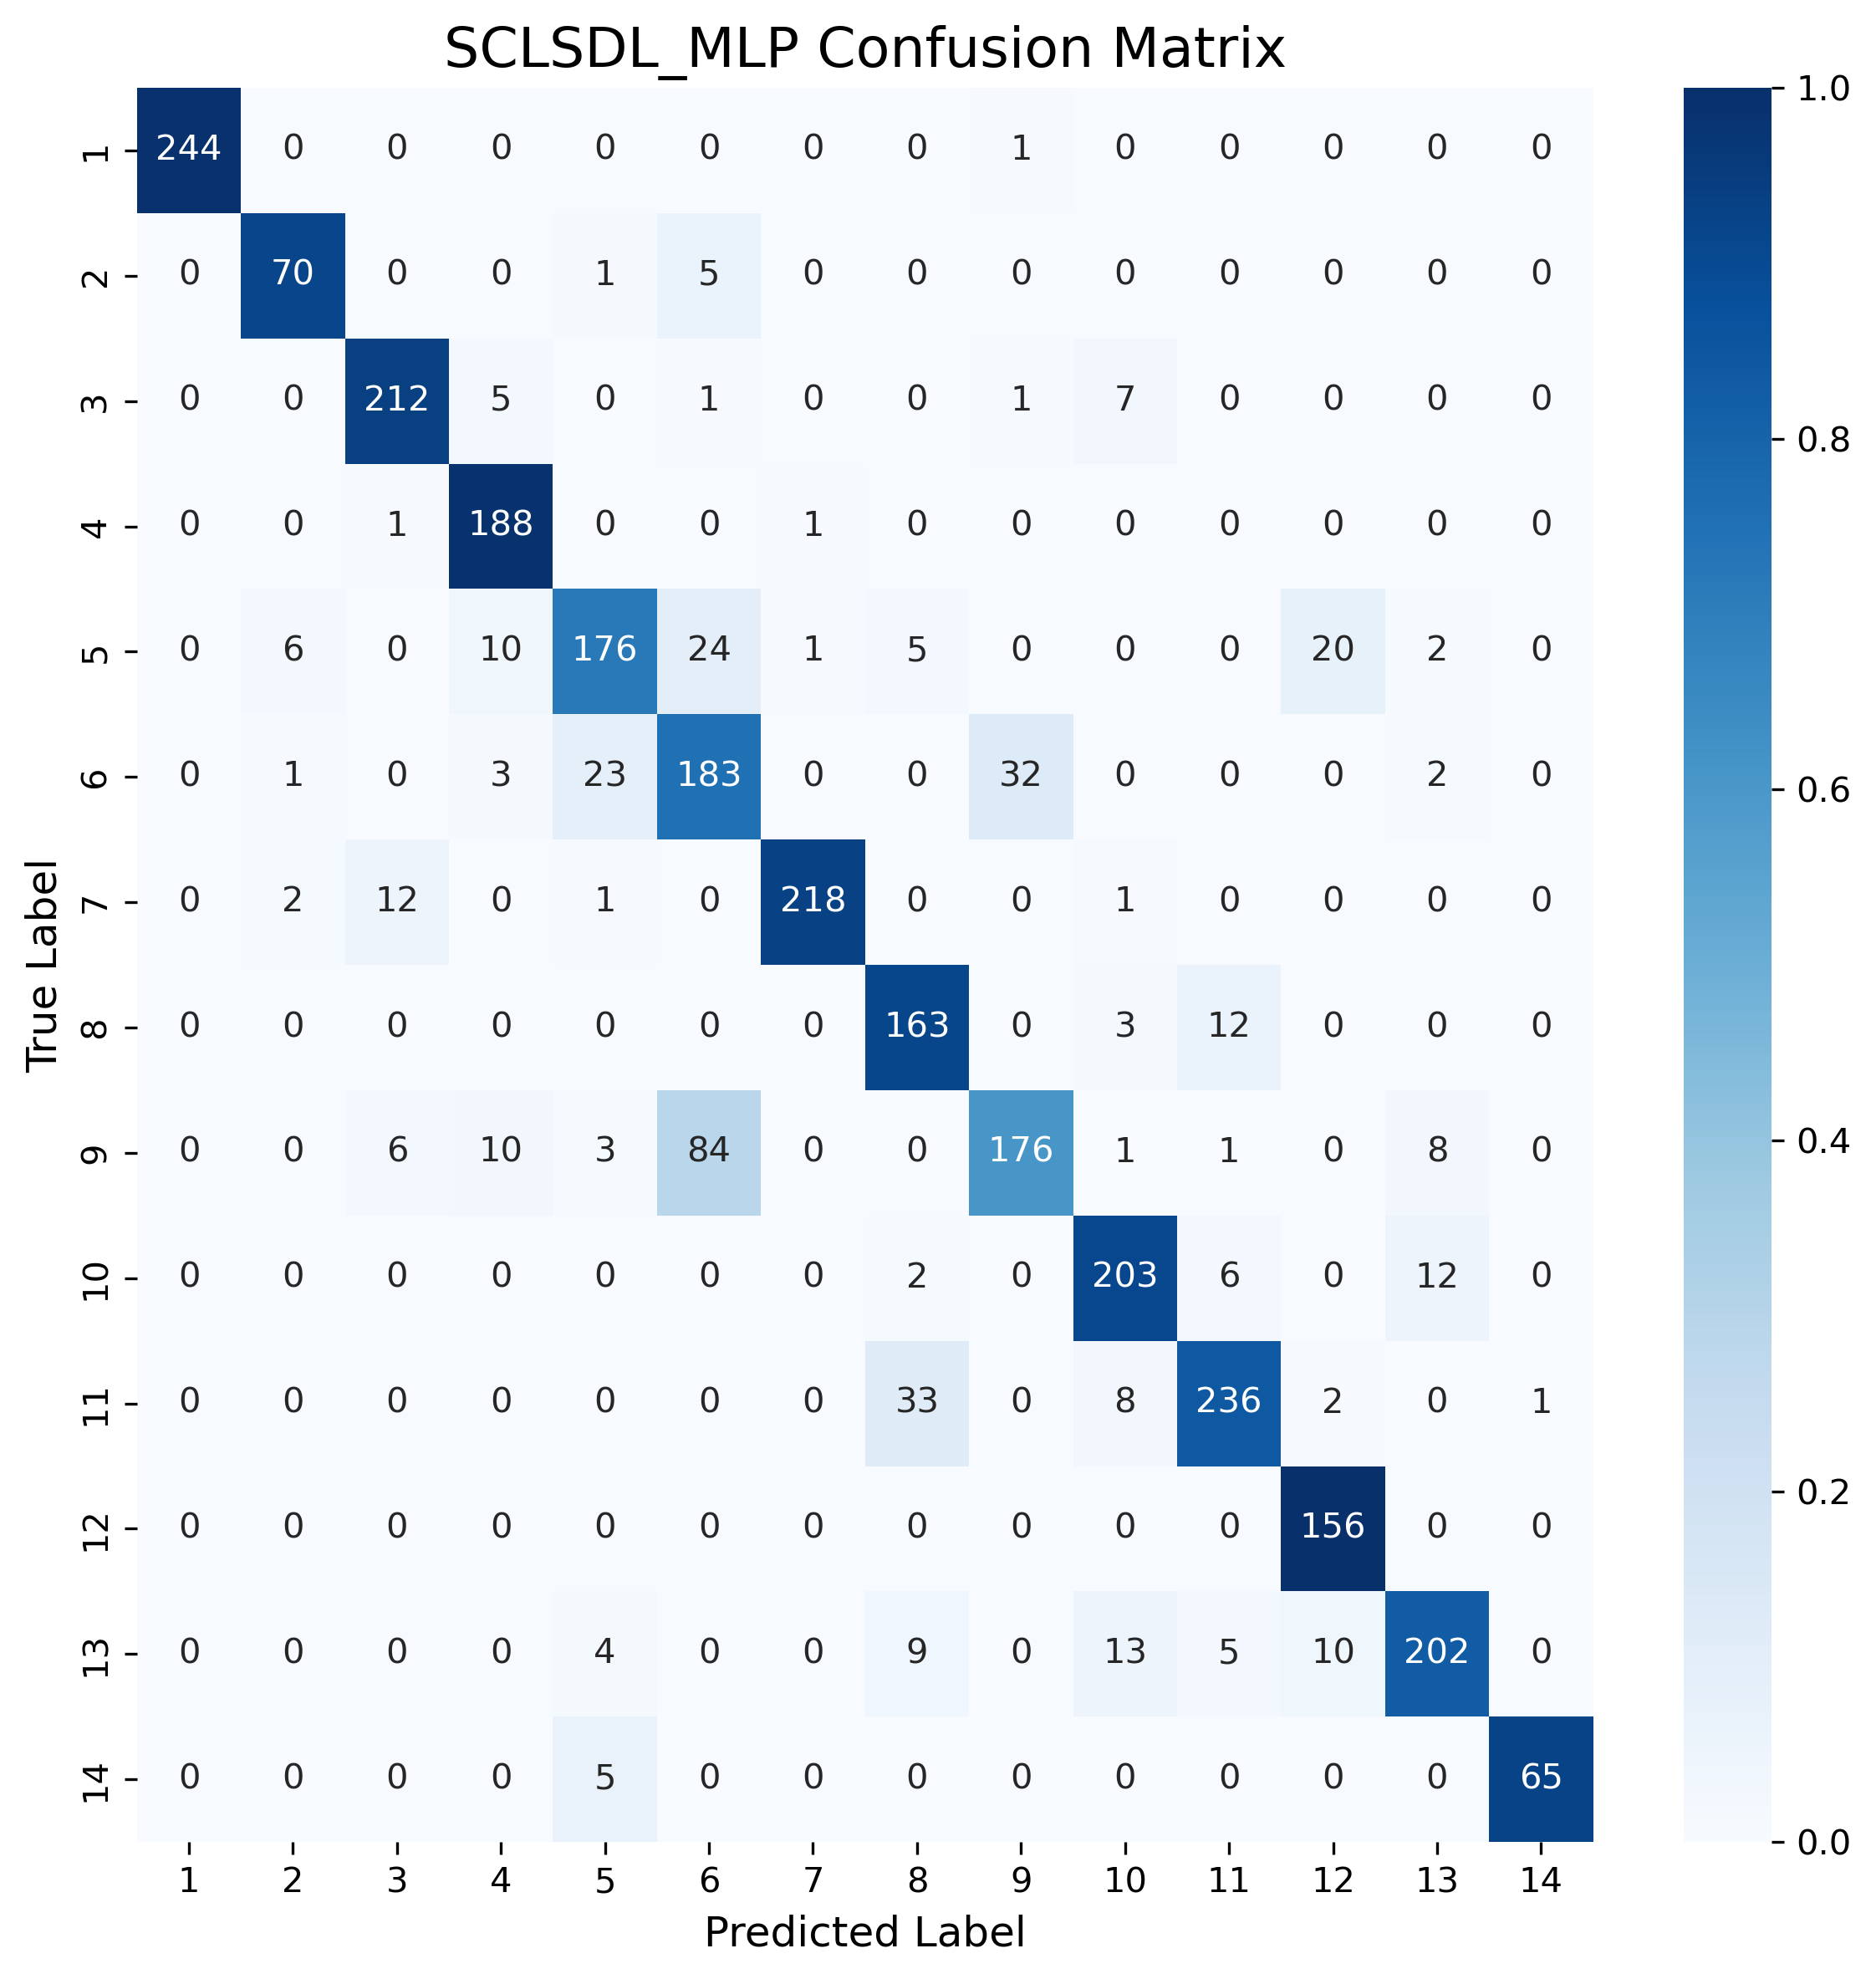 SCLSDL_MLP Confusion Matrix
1 244 0 0 0 0 0 0 0 1 0 0 0 0 0
2 0 70 0 0 1 5 0 0 0 0 0 0 0 0
3 0 0 212 5 0 1 0 0 1 7 0 0 0 0
4 0 0 1 188 0 0 1 0 0 0 0 0 0 0
5 0 6 0 10 176 24 1 5 0 0 0 20 2 0
6 0 1 0 3 23 183 0 0 32 0 0 0 2 0
7 0 2 12 0 1 0 218 0 0 1 0 0 0 0
8 0 0 0 0 0 0 0 163 0 3 12 0 0 0
9 0 0 6 10 3 84 0 0 176 1 1 0 8 0
10 0 0 0 0 0 0 0 2 0 203 6 0 12 0
11 0 0 0 0 0 0 0 33 0 8 236 2 0 1
12 0 0 0 0 0 0 0 0 0 0 0 156 0 0
13 0 0 0 0 4 0 0 9 0 13 5 10 202 0
14 0 0 0 0 5 0 0 0 0 0 0 0 0 65
1 2 3 4 5 6 7 8 9 10 11 12 13 14
Predicted Label
True Label
1.0
0.8
0.6
0.4
0.2
0.0